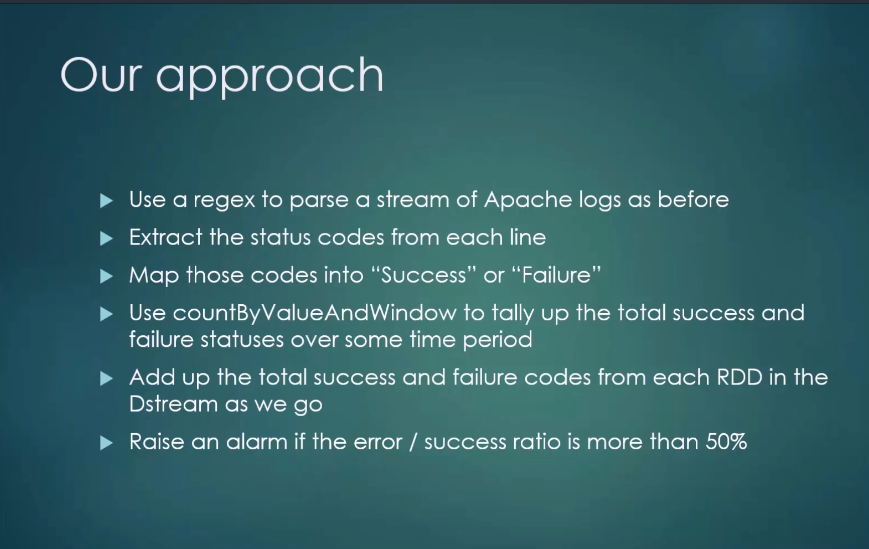 Our approach
Use a regex to parse a stream of Apache logs as before
Extract the status codes from each line
Map those codes into “Success” or “Failure”
Use countByValueAndWindow to tally up the total success and
failure statuses over some time period
Add up the total success and failure codes from each RDD in the
Dstream as we go
Raise an alarm if the error / success ratio is more than 50%